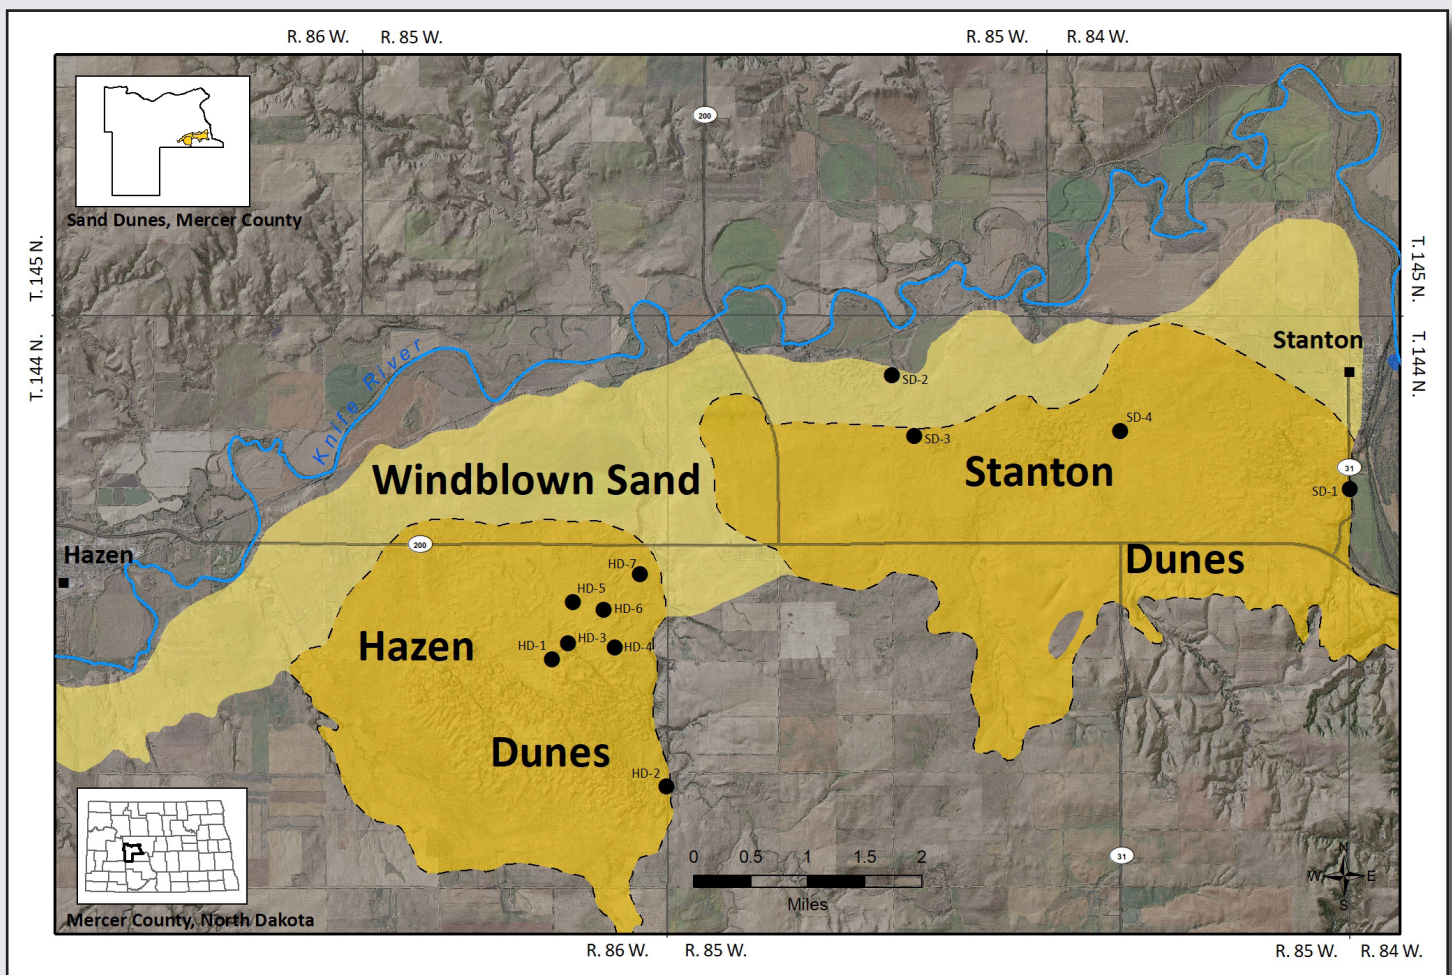 R. 86 W. R. 85 W.
R. 85 W. R. 84 W.
200
Sand Dunes, Mercer County
T. 145 N.
T. 145 N.
T. 144 N.
T. 144 N.
Stanton
Knife River
SD-2
SD-4
SD-3
Windblown Sand
Stanton
31
SD-1
200
Hazen
Dunes
HD-7
HD-5
HD-6
Hazen
HD-1
HD-3
HD-4
Dunes
HD-2
0 0.5 1 1.5 2
Miles
31
N
W E
S
Mercer County, North Dakota
R. 86 W. R. 85 W.
R. 85 W. R. 84 W.